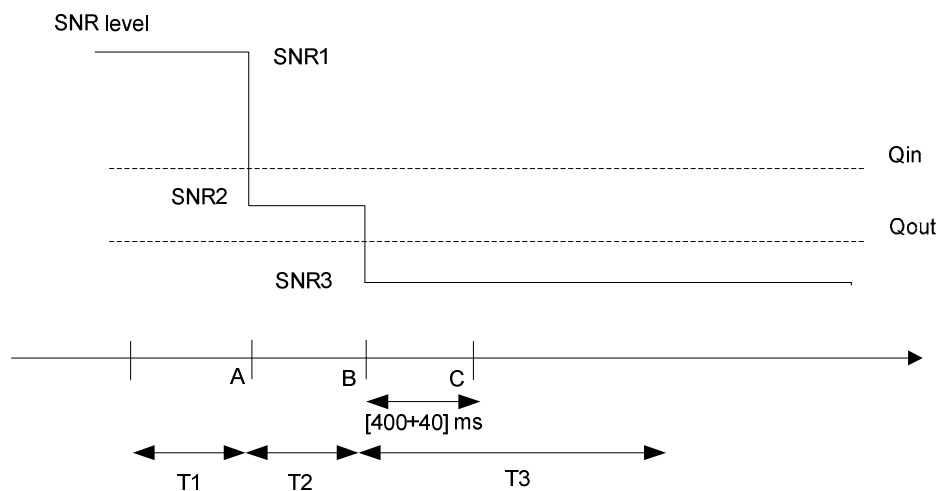 SNR level
SNR1
Qin
SNR2
Qout
SNR3
A
B
C
[400+40] ms
T1
T2
T3